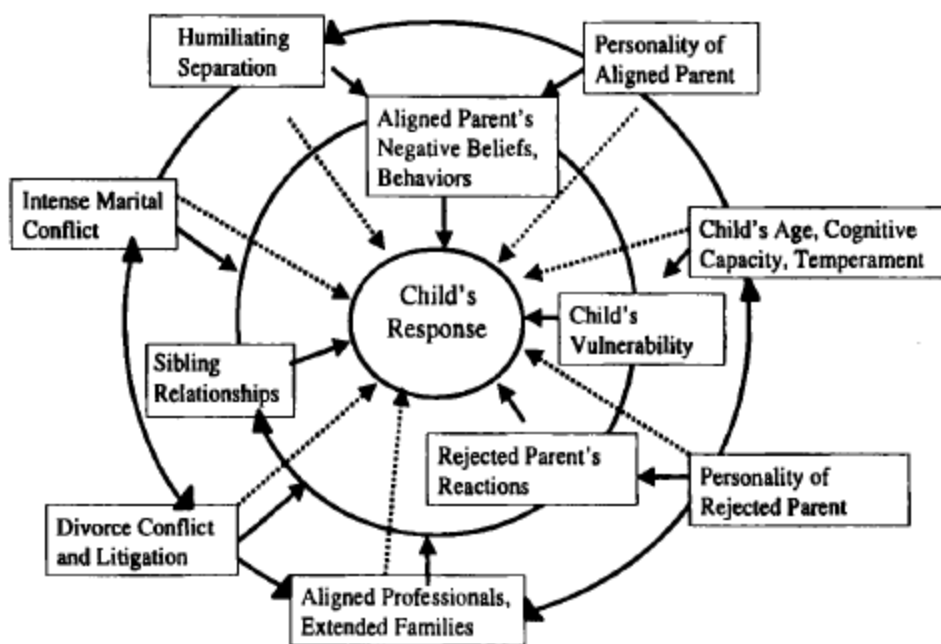 Humiliating
Separation
Personality of
Aligned Parent
Aligned Parent's
Negative Beliefs,
Behaviors
Intense Marital
Conflict
Child's Age, Cognitive
Capacity, Temperament
Child's
Response
Child's
Vulnerability
Sibling
Relationships
Rejected Parent's
Reactions
Personality of
Rejected Parent
Divorce Conflict
and Litigation
Aligned Professionals,
Extended Families